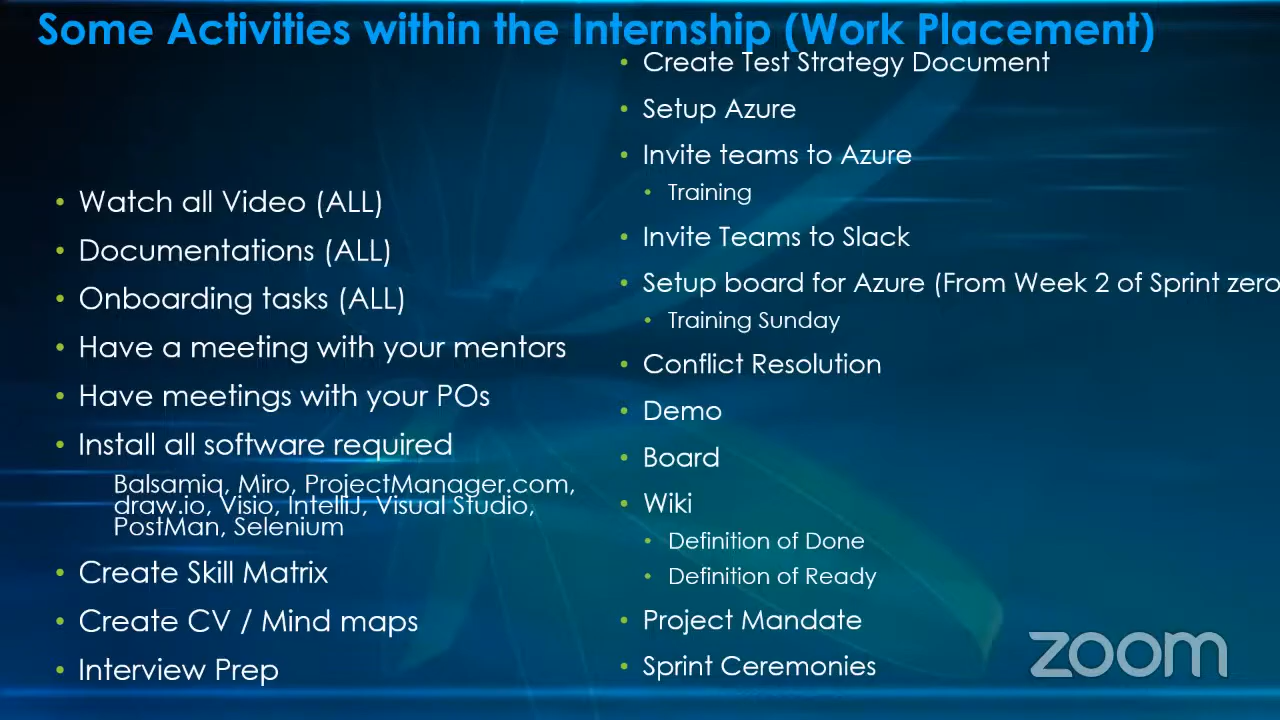 Some Activities within the Internship (Work Placement)
• Watch all Video (ALL)
• Documentations (ALL)
• Onboarding tasks (ALL)
• Have a meeting with your mentors
• Have meetings with your POs
• Install all software required
Balsamiq, Miro, ProjectManager.com,
draw.io, Visio, IntelliJ, Visual Studio,
PostMan, Selenium
• Create Skill Matrix
• Create CV / Mind maps
• Interview Prep
• Create Test Strategy Document
• Setup Azure
• Invite teams to Azure
• Training
• Invite Teams to Slack
• Setup board for Azure (From Week 2 of Sprint zero
• Training Sunday
• Conflict Resolution
• Demo
• Board
• Wiki
• Definition of Done
• Definition of Ready
• Project Mandate
• Sprint Ceremonies
zoom